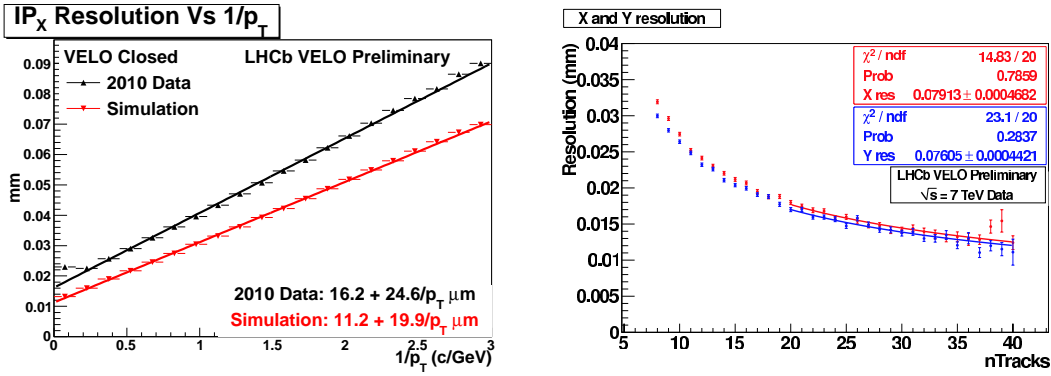 IP_X Resolution Vs 1/p_T
VELO Closed
LHCb VELO Preliminary
2010 Data
Simulation
mm
0.09
0.08
0.07
0.06
0.05
0.04
0.03
0.02
0.01
0
2010 Data: 16.2 + 24.6/p_T μm
Simulation: 11.2 + 19.9/p_T μm
0 0.5 1 1.5 2 2.5 3
1/p_T (c/GeV)
X and Y resolution
Resolution (mm)
0.04
0.035
0.03
0.025
0.02
0.015
0.01
0.005
0
χ² / ndf 14.83 / 20
Prob 0.7859
X res 0.07913 ± 0.0004682
χ² / ndf 23.1 / 20
Prob 0.2837
Y res 0.07605 ± 0.0004421
LHCb VELO Preliminary
√s = 7 TeV Data
5 10 15 20 25 30 35 40
nTracks